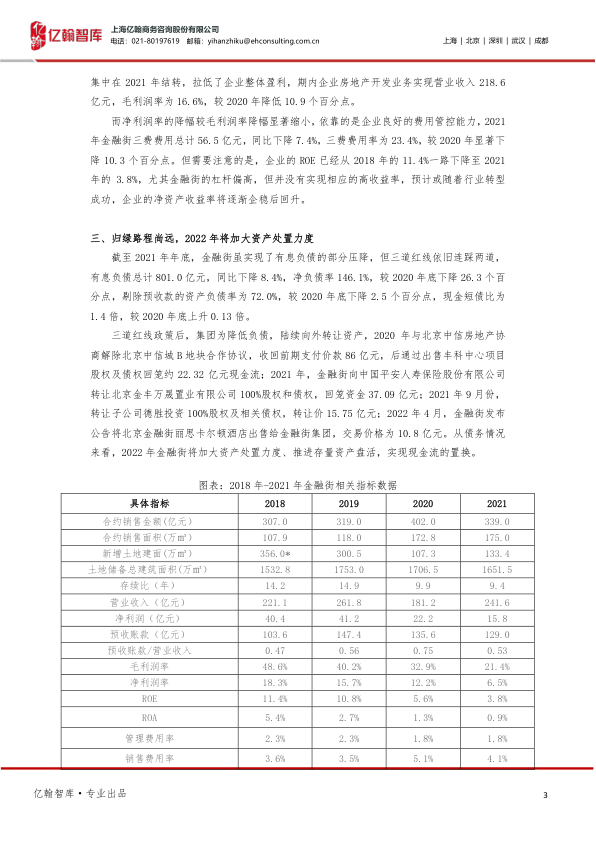 亿翰智库
上海亿翰商务咨询股份有限公司
电话：021-80197619 邮箱：yihanzhiku@ehconsulting.com.cn
上海 | 北京 | 深圳 | 武汉 | 成都
集中在 2021 年结转，拉低了企业整体盈利，期内企业房地产开发业务实现营业收入 218.6
亿元，毛利润率为 16.6%，较 2020 年降低 10.9 个百分点。
而净利润率的降幅较毛利润率降幅显著缩小，依靠的是企业良好的费用管控能力，2021
年金融街三费费用总计 56.5 亿元，同比下降 7.4%，三费费用率为 23.4%，较 2020 年显著下
降 10.3 个百分点。但需要注意的是，企业的 ROE 已经从 2018 年的 11.4%一路下降至 2021
年的 3.8%，尤其金融街的杠杆偏高，但并没有实现相应的高收益率，预计或随着行业转型
成功，企业的净资产收益率将逐渐企稳后回升。
三、归绿路程尚远，2022 年将加大资产处置力度
截至 2021 年年底，金融街虽实现了有息负债的部分压降，但三道红线依旧连踩两道，
有息负债总计 801.0 亿元，同比下降 8.4%，净负债率 146.1%，较 2020 年底下降 26.3 个百
分点，剔除预收款的资产负债率为 72.0%，较 2020 年底下降 2.5 个百分点，现金短债比为
1.4 倍，较 2020 年底上升 0.13 倍。
三道红线政策后，集团为降低负债，陆续向外转让资产，2020 年与北京中信房地产协
商解除北京中信城 B 地块合作协议，收回前期支付价款 86 亿元，后通过出售丰科中心项目
股权及债权回笼约 22.32 亿元现金流；2021 年，金融街向中国平安人寿保险股份有限公司
转让北京金丰万晟置业有限公司 100%股权和债权，回笼资金 37.09 亿元；2021 年 9 月份，
转让子公司德胜投资 100%股权及相关债权，转让价 15.75 亿元；2022 年 4 月，金融街发布
公告将北京金融街丽思卡尔顿酒店出售给金融街集团，交易价格为 10.8 亿元。从债务情况
来看，2022 年金融街将加大资产处置力度、推进存量资产盘活，实现现金流的置换。
图表：2018 年-2021 年金融街相关指标数据
具体指标 2018 2019 2020 2021
合约销售金额(亿元) 307.0 319.0 402.0 339.0
合约销售面积(万㎡) 107.9 118.0 172.8 175.0
新增土地建面(万㎡) 356.0* 300.5 107.3 133.4
土地储备总建筑面积(万㎡) 1532.8 1753.0 1706.5 1651.5
存续比（年） 14.2 14.9 9.9 9.4
营业收入（亿元） 221.1 261.8 181.2 241.6
净利润（亿元） 40.4 41.2 22.2 15.8
预收账款（亿元） 103.6 147.4 135.6 129.0
预收账款/营业收入 0.47 0.56 0.75 0.53
毛利润率 48.6% 40.2% 32.9% 21.4%
净利润率 18.3% 15.7% 12.2% 6.5%
ROE 11.4% 10.8% 5.6% 3.8%
ROA 5.4% 2.7% 1.3% 0.9%
管理费用率 2.3% 2.3% 1.8% 1.8%
销售费用率 3.6% 3.5% 5.1% 4.1%
亿翰智库·专业出品
3